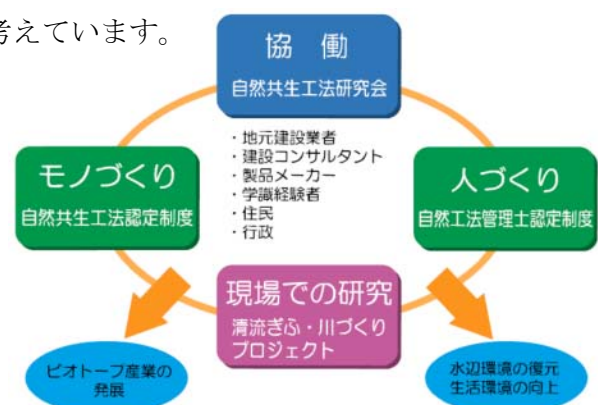 考えています。
協 働
自然共生工法研究会
・地元建設業者
・建設コンサルタント
・製品メーカー
・学識経験者
・住民
・行政
モノづくり
自然共生工法認定制度
人づくり
自然工法管理士認定制度
現場での研究
清流ぎふ・川づくり
プロジェクト
ビオトープ産業の
発展
水辺環境の復元
生活環境の向上